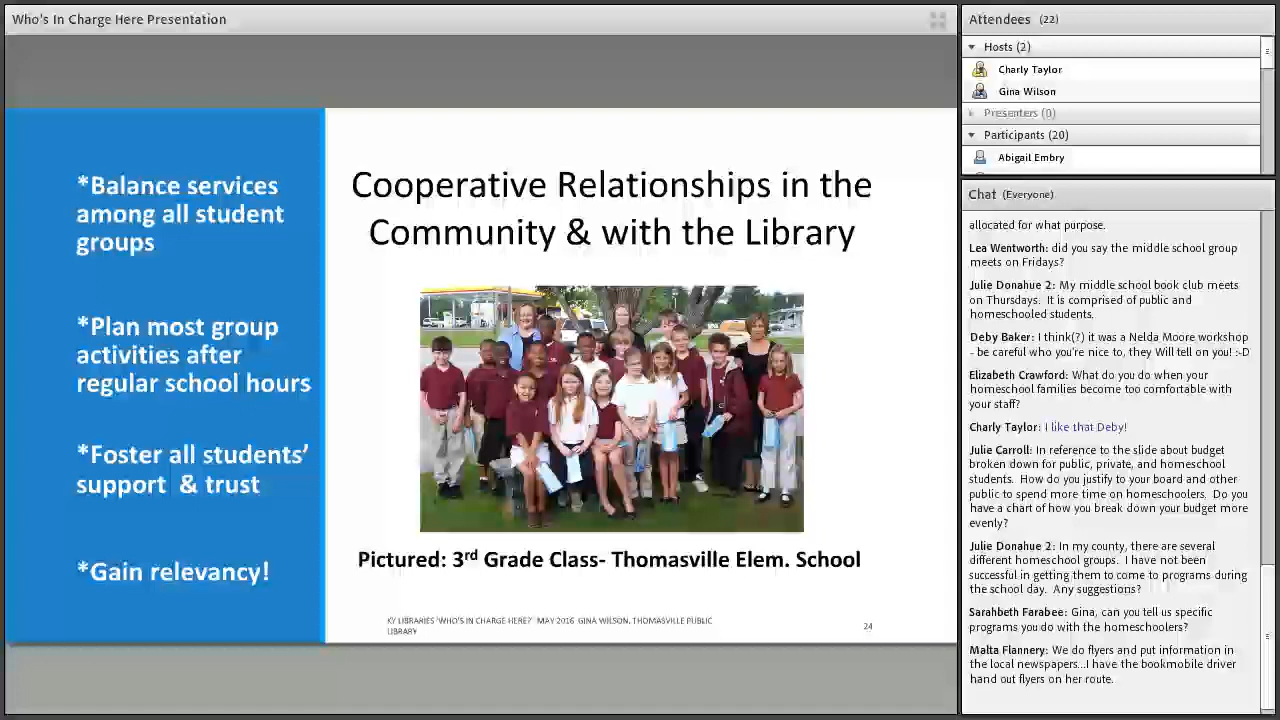 Who's In Charge Here Presentation
*Balance services
among all student
groups
*Plan most group
activities after
regular school hours
*Foster all students'
support & trust
*Gain relevancy!
Cooperative Relationships in the
Community & with the Library
Pictured: 3rd Grade Class- Thomasville Elem. School
KY LIBRARIES 'WHO'S IN CHARGE HERE?' MAY 2016 GINA WILSON, THOMASVILLE PUBLIC
LIBRARY
24
Attendees (22)
Hosts (2)
Charly Taylor
Gina Wilson
Presenters (0)
Participants (20)
Abigail Embry
Chat (Everyone)
allocated for what purpose.
Lea Wentworth: did you say the middle school group
meets on Fridays?
Julie Donahue 2: My middle school book club meets
on Thursdays. It is comprised of public and
homeschooled students.
Deby Baker: I think(?) it was a Nelda Moore workshop
- be careful who you're nice to, they Will tell on you! :-D
Elizabeth Crawford: What do you do when your
homeschool families become too comfortable with
your staff?
Charly Taylor: I like that Deby!
Julie Carroll: In reference to the slide about budget
broken down for public, private, and homeschool
students. How do you justify to your board and other
public to spend more time on homeschoolers. Do you
have a chart of how you break down your budget more
evenly?
Julie Donahue 2: In my county, there are several
different homeschool groups. I have not been
successful in getting them to come to programs during
the school day. Any suggestions?
Sarahbeth Farabee: Gina, can you tell us specific
programs you do with the homeschoolers?
Malta Flannery: We do flyers and put information in
the local newspapers...I have the bookmobile driver
hand out flyers on her route.